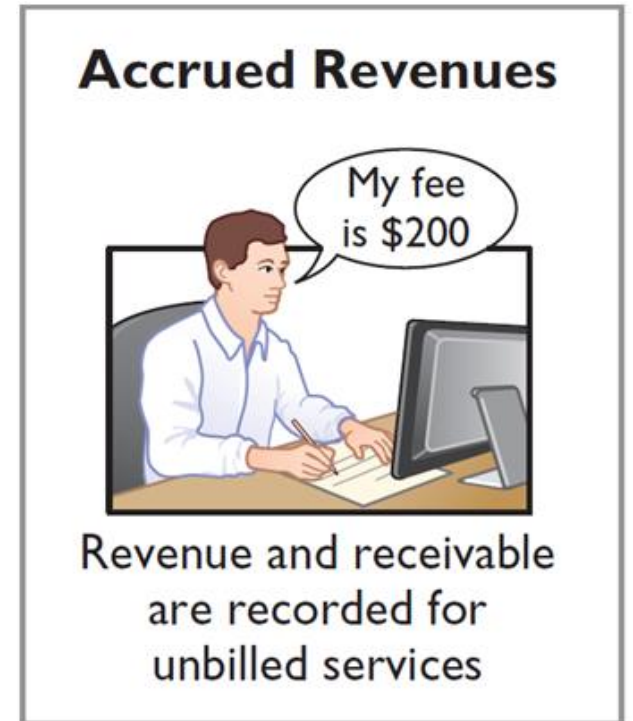 Accrued Revenues
My fee
is $200
Revenue and receivable
are recorded for
unbilled services